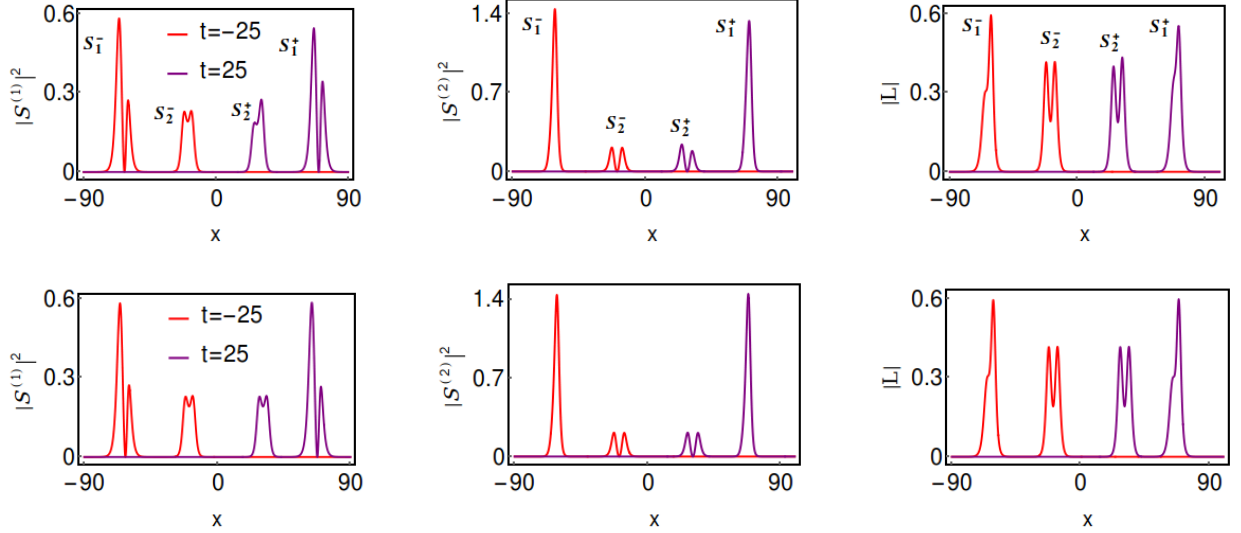 0.6
0.3
0
|S⁽¹⁾|²
S₁⁻
S₂⁻
S₂⁺
S₁⁺
t=−25
t=25
−90
0
90
x
1.4
0.7
0
|S⁽²⁾|²
S₁⁻
S₂⁻
S₂⁺
S₁⁺
−90
0
90
x
0.6
0.3
0
|L|
S₁⁻
S₂⁻
S₂⁺
S₁⁺
−90
0
90
x
0.6
0.3
0
|S⁽¹⁾|²
t=−25
t=25
−90
0
90
x
1.4
0.7
0
|S⁽²⁾|²
−90
0
90
x
0.6
0.3
0
|L|
−90
0
90
x